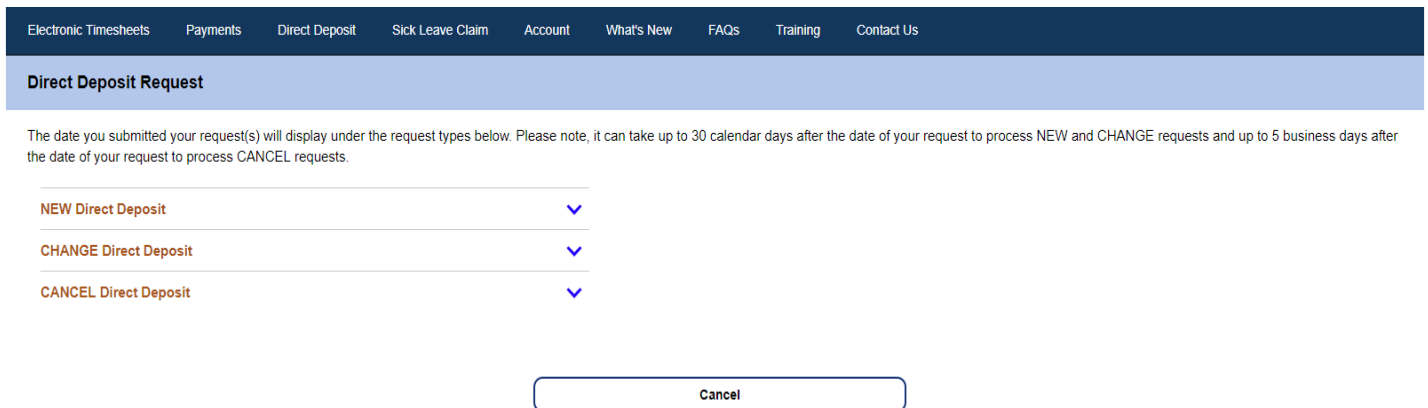 Electronic Timesheets Payments Direct Deposit Sick Leave Claim Account What's New FAQs Training Contact Us
Direct Deposit Request
The date you submitted your request(s) will display under the request types below. Please note, it can take up to 30 calendar days after the date of your request to process NEW and CHANGE requests and up to 5 business days after
the date of your request to process CANCEL requests.
NEW Direct Deposit
CHANGE Direct Deposit
CANCEL Direct Deposit
Cancel